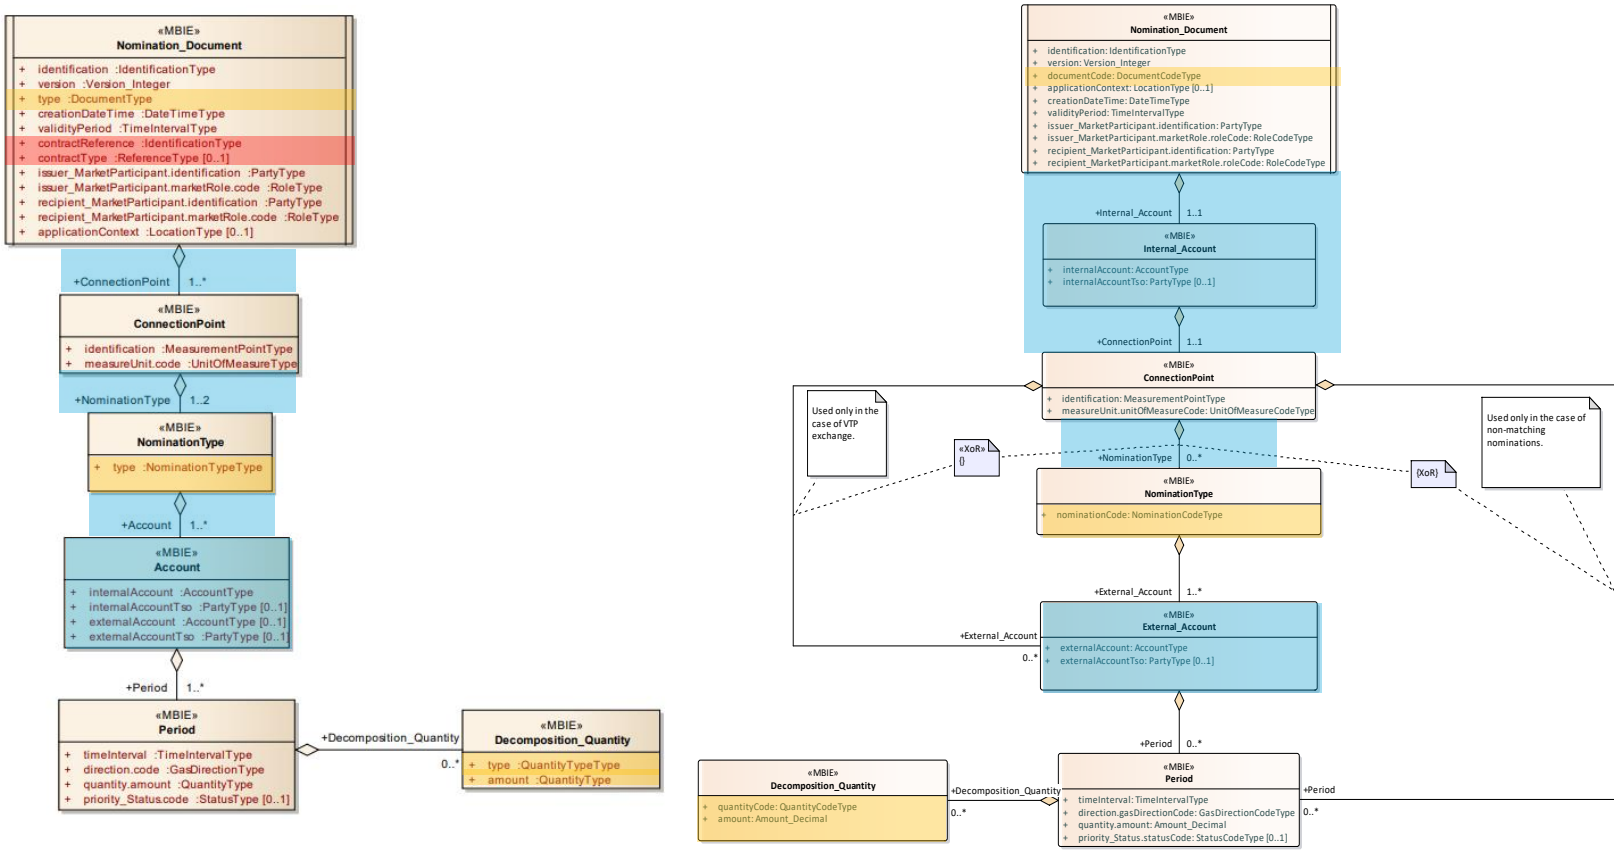 «MBIE»
Nomination_Document
+ identification :IdentificationType
+ version :Version_Integer
+ type :DocumentType
+ creationDateTime :DateTimeType
+ validityPeriod :TimeIntervalType
+ contractReference :IdentificationType
+ contractType :ReferenceType [0..1]
+ issuer_MarketParticipant.identification :PartyType
+ issuer_MarketParticipant.marketRole.code :RoleType
+ recipient_MarketParticipant.identification :PartyType
+ recipient_MarketParticipant.marketRole.code :RoleType
+ applicationContext :LocationType [0..1]
+ConnectionPoint 1..*
«MBIE»
ConnectionPoint
+ identification :MeasurementPointType
+ measureUnit.code :UnitOfMeasureType
+NominationType 1..2
«MBIE»
NominationType
+ type :NominationTypeType
+Account 1..*
«MBIE»
Account
+ internalAccount :AccountType
+ internalAccountTso :PartyType [0..1]
+ externalAccount :AccountType [0..1]
+ externalAccountTso :PartyType [0..1]
+Period 1..*
«MBIE»
Period
+ timeInterval :TimeIntervalType
+ direction.code :GasDirectionType
+ quantity.amount :QuantityType
+ priority_Status.code :StatusType [0..1]
+Decomposition_Quantity
0..*
«MBIE»
Decomposition_Quantity
+ type :QuantityTypeType
+ amount :QuantityType
«MBIE»
Nomination_Document
+ identification: IdentificationType
+ version: Version_Integer
+ documentCode: DocumentCodeType
+ applicationContext: LocationType [0..1]
+ creationDateTime: DateTimeType
+ validityPeriod: TimeIntervalType
+ issuer_MarketParticipant.identification: PartyType
+ issuer_MarketParticipant.marketRole.roleCode: RoleCodeType
+ recipient_MarketParticipant.identification: PartyType
+ recipient_MarketParticipant.marketRole.roleCode: RoleCodeType
+Internal_Account 1..1
«MBIE»
Internal_Account
+ internalAccount: AccountType
+ internalAccountTso: PartyType [0..1]
+ConnectionPoint 1..1
«MBIE»
ConnectionPoint
+ identification: MeasurementPointType
+ measureUnit.unitOfMeasureCode: UnitOfMeasureCodeType
Used only in the
case of VTP
exchange.
«XoR»
{}
+NominationType 0..*
{XoR}
Used only in the case of
non-matching
nominations.
«MBIE»
NominationType
+ nominationCode: NominationCodeType
+External_Account 1..*
+External_Account
0..*
«MBIE»
External_Account
+ externalAccount: AccountType
+ externalAccountTso: PartyType [0..1]
+Period 0..*
«MBIE»
Period
+ timeInterval: TimeIntervalType
+ direction.gasDirectionCode: GasDirectionCodeType
+ quantity.amount: Amount_Decimal
+ priority_Status.statusCode: StatusCodeType [0..1]
+Period
0..*
+Decomposition_Quantity
0..*
«MBIE»
Decomposition_Quantity
+ quantityCode: QuantityCodeType
+ amount: Amount_Decimal